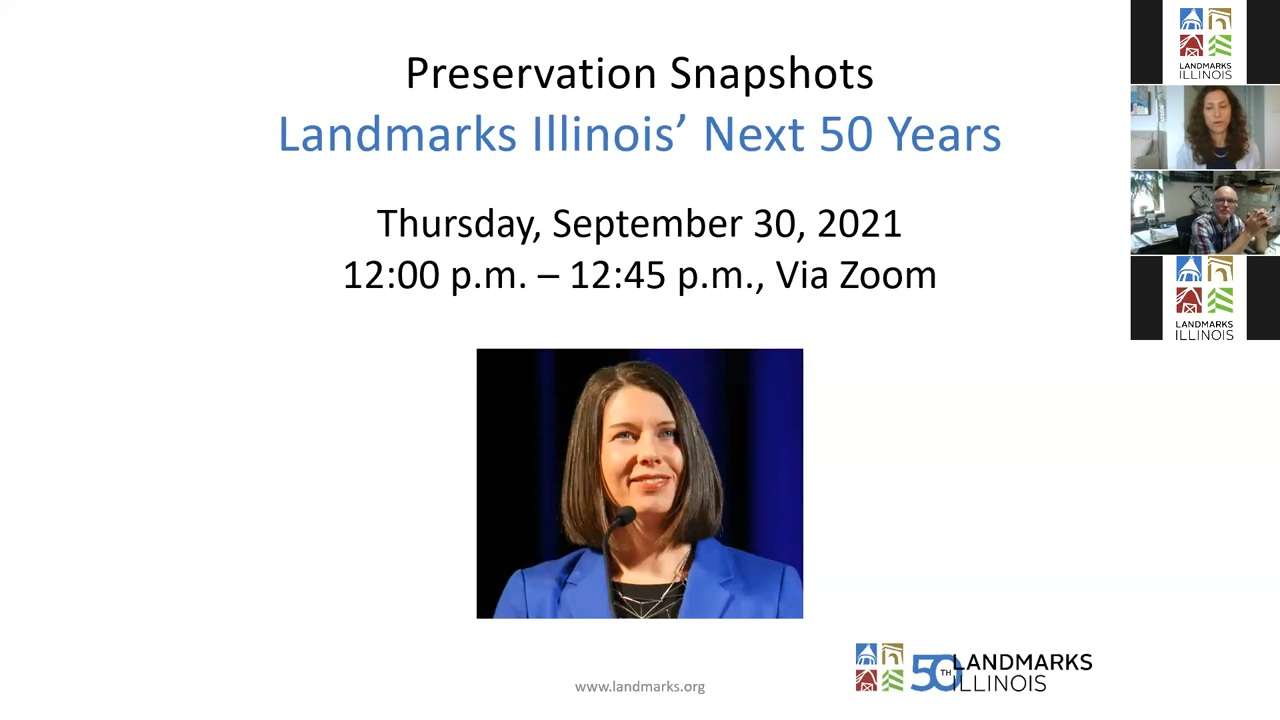 Preservation Snapshots
Landmarks Illinois’ Next 50 Years
Thursday, September 30, 2021
12:00 p.m. – 12:45 p.m., Via Zoom
www.landmarks.org
50TH LANDMARKS
ILLINOIS
LANDMARKS
ILLINOIS
LANDMARKS
ILLINOIS